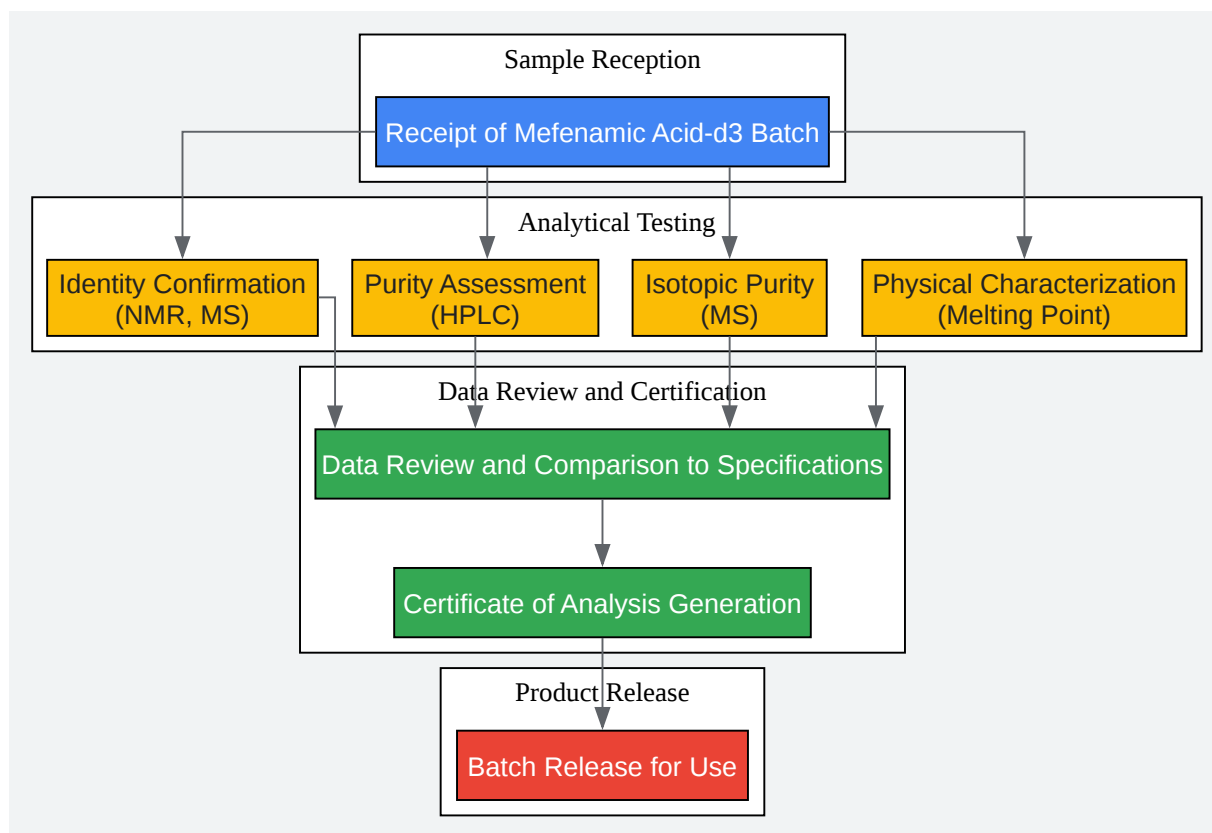 Sample Reception
Receipt of Mefenamic Acid-d3 Batch
Analytical Testing
Identity Confirmation
(NMR, MS)
Purity Assessment
(HPLC)
Isotopic Purity
(MS)
Physical Characterization
(Melting Point)
Data Review and Certification
Data Review and Comparison to Specifications
Certificate of Analysis Generation
Product Release
Batch Release for Use